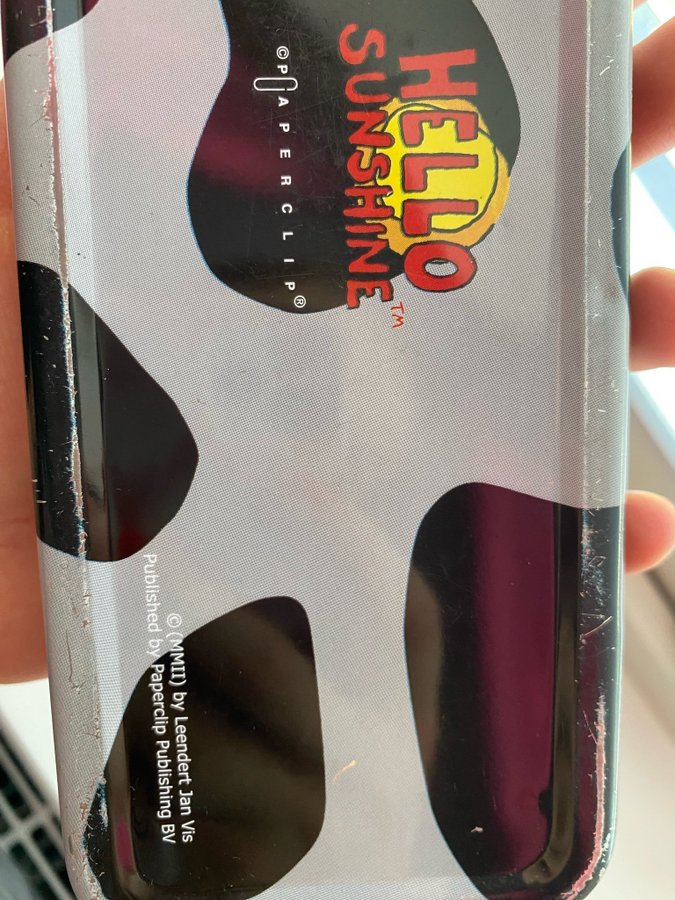 HELLO
SUNSHINE™
©PAPERCLIP®
© (MMII) by Leendert Jan Vis
Published by Paperclip Publishing BV